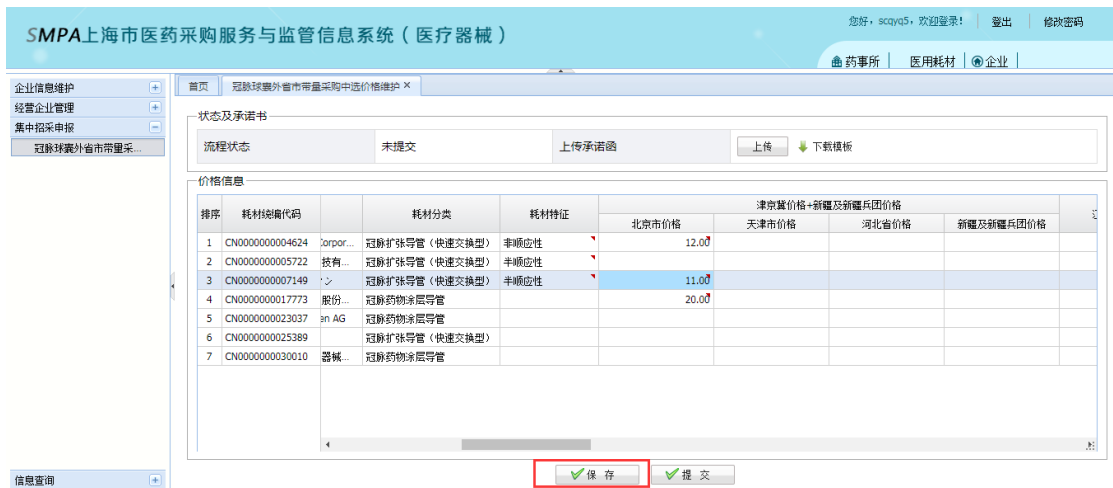 您好，scqyq5，欢迎登录! 登出 修改密码
SMPA上海市医药采购服务与监管信息系统（医疗器械）
药事所 医用耗材 企业
企业信息维护
经营企业管理
集中招采申报
冠脉球囊外省市带量采...
信息查询
首页 冠脉球囊外省市带量采购中选价格维护 ×
状态及承诺书
流程状态 未提交 上传承诺函 上传 下载模板
价格信息
排序 耗材统编代码 耗材分类 耗材特征 津京冀价格+新疆及新疆兵团价格
北京市价格 天津市价格 河北省价格 新疆及新疆兵团价格
1 CN0000000004624 Corpor... 冠脉扩张导管（快速交换型） 非顺应性 12.00
2 CN0000000005722 技有... 冠脉扩张导管（快速交换型） 半顺应性
3 CN0000000007149 冠脉扩张导管（快速交换型） 半顺应性 11.00
4 CN0000000017773 股份... 冠脉药物涂层导管 20.00
5 CN0000000023037 en AG 冠脉药物涂层导管
6 CN0000000025389 冠脉扩张导管（快速交换型）
7 CN0000000030010 器械... 冠脉药物涂层导管
保 存 提 交